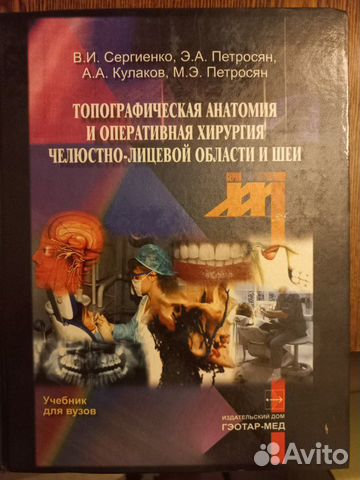 В.И. Сергиенко, Э.А. Петросян,
А.А. Кулаков, М.Э. Петросян
ТОПОГРАФИЧЕСКАЯ АНАТОМИЯ
И ОПЕРАТИВНАЯ ХИРУРГИЯ
ЧЕЛЮСТНО-ЛИЦЕВОЙ ОБЛАСТИ И ШЕИ
СЕРИЯ
Учебник
для вузов
ИЗДАТЕЛЬСКИЙ ДОМ
ГЭОТАР-МЕД
Avito